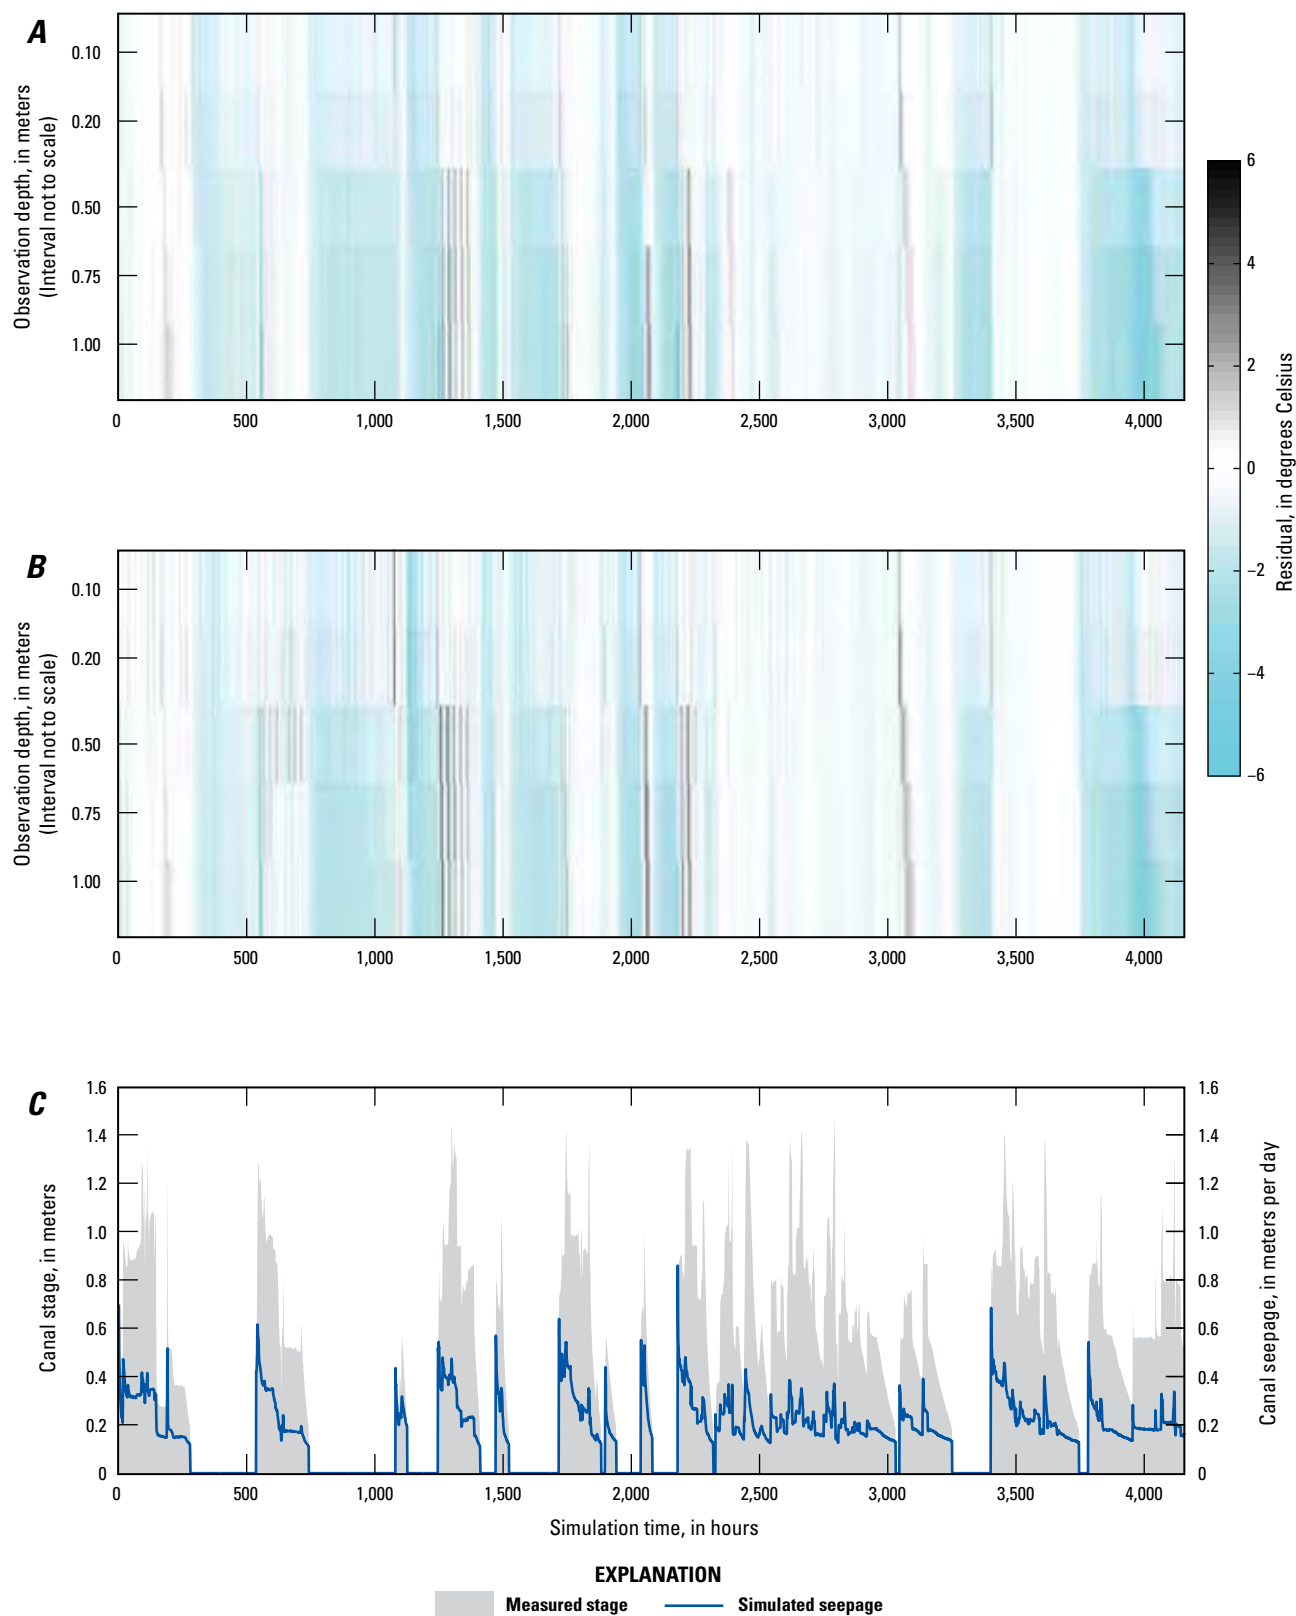 A
Observation depth, in meters
(Interval not to scale)
0.10
0.20
0.50
0.75
1.00
0 500 1,000 1,500 2,000 2,500 3,000 3,500 4,000
6
4
2
0
−2
−4
−6
Residual, in degrees Celsius
B
Observation depth, in meters
(Interval not to scale)
0.10
0.20
0.50
0.75
1.00
0 500 1,000 1,500 2,000 2,500 3,000 3,500 4,000
C
Canal stage, in meters
1.6
1.4
1.2
1.0
0.8
0.6
0.4
0.2
0
1.6
1.4
1.2
1.0
0.8
0.6
0.4
0.2
0
Canal seepage, in meters per day
0 500 1,000 1,500 2,000 2,500 3,000 3,500 4,000
Simulation time, in hours
EXPLANATION
Measured stage Simulated seepage